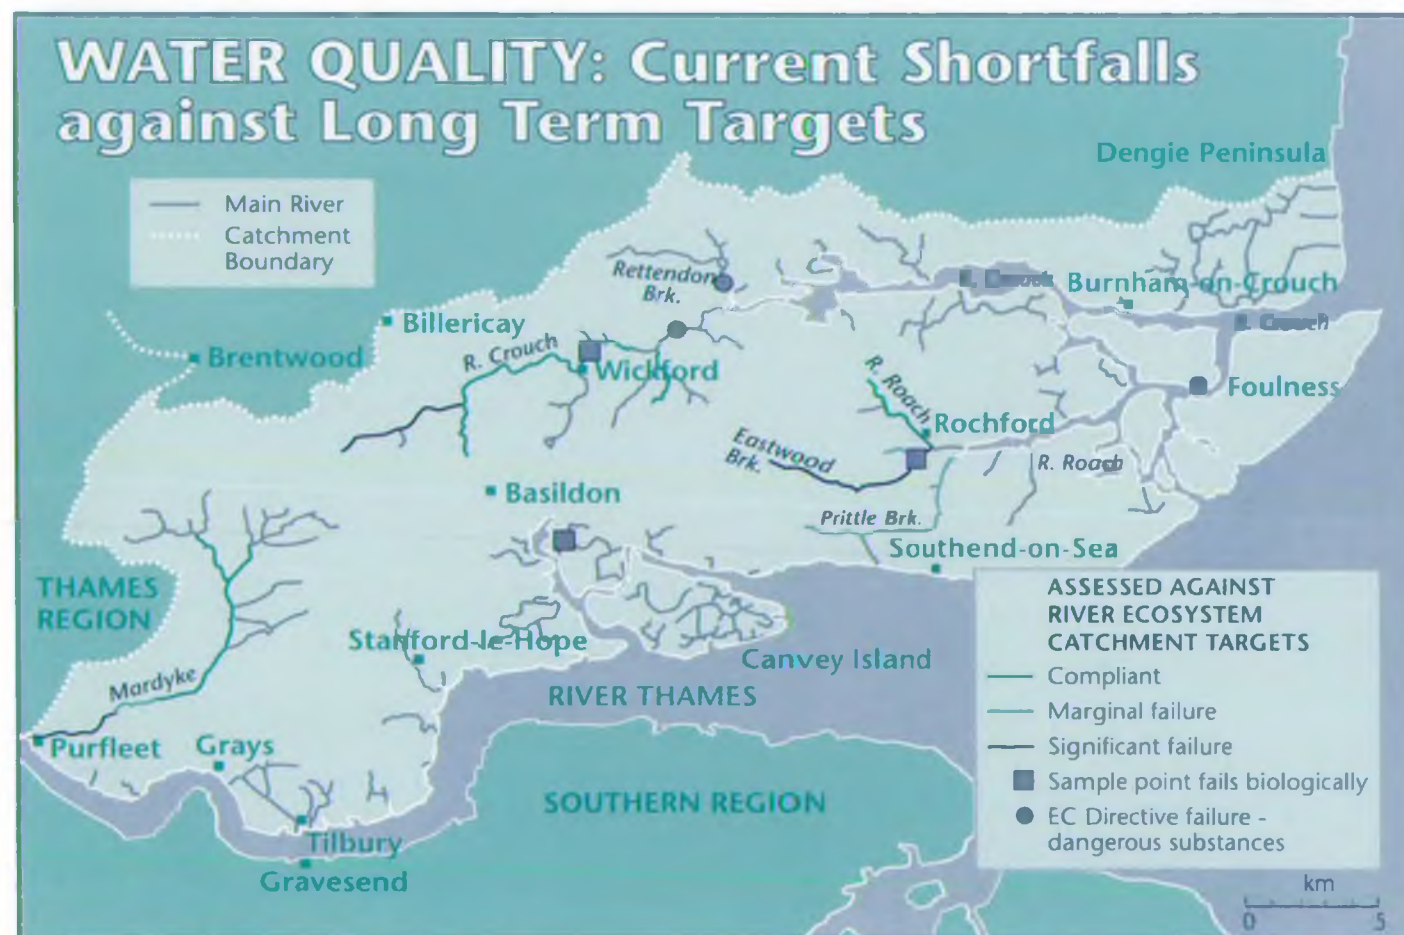 WATER QUALITY: Current Shortfalls
against Long Term Targets
Dengie Peninsula
Main River
Catchment
Boundary
Rettendon
Brk.
R. Crouch
Burnham-on-Crouch
R. Crouch
Billericay
Brentwood
R. Crouch
Wickford
Foulness
R. Roach
Rochford
Eastwood
Brk.
R. Roach
Basildon
Prittle Brk.
Southend-on-Sea
THAMES
REGION
Stanford-le-Hope
Canvey Island
Mardyke
RIVER THAMES
Purfleet
Grays
SOUTHERN REGION
Tilbury
Gravesend
ASSESSED AGAINST
RIVER ECOSYSTEM
CATCHMENT TARGETS
Compliant
Marginal failure
Significant failure
Sample point fails biologically
EC Directive failure -
dangerous substances
km
0 5